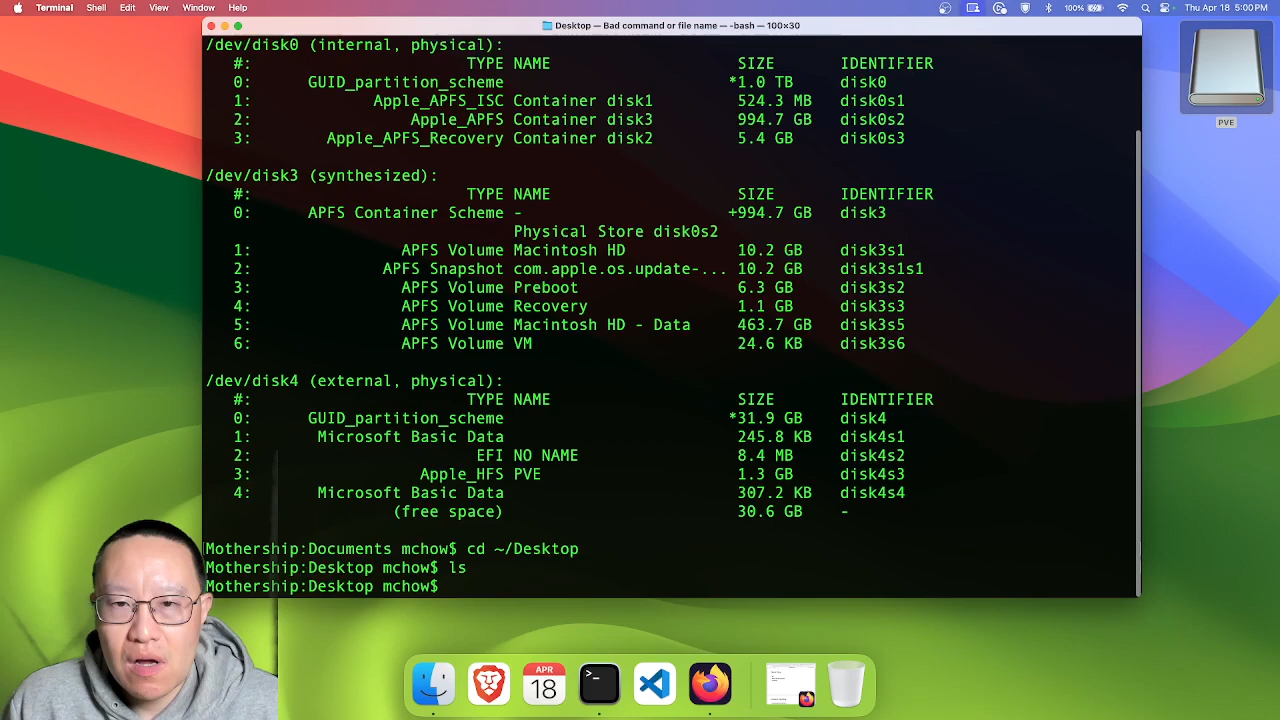 Terminal Shell Edit View Window Help 100% Thu Apr 18 5:00 PM
Desktop — Bad command or file name — -bash — 100×30
/dev/disk0 (internal, physical):
#: TYPE NAME SIZE IDENTIFIER
0: GUID_partition_scheme *1.0 TB disk0
1: Apple_APFS_ISC Container disk1 524.3 MB disk0s1
2: Apple_APFS Container disk3 994.7 GB disk0s2
3: Apple_APFS_Recovery Container disk2 5.4 GB disk0s3
/dev/disk3 (synthesized):
#: TYPE NAME SIZE IDENTIFIER
0: APFS Container Scheme - +994.7 GB disk3
Physical Store disk0s2
1: APFS Volume Macintosh HD 10.2 GB disk3s1
2: APFS Snapshot com.apple.os.update-... 10.2 GB disk3s1s1
3: APFS Volume Preboot 6.3 GB disk3s2
4: APFS Volume Recovery 1.1 GB disk3s3
5: APFS Volume Macintosh HD - Data 463.7 GB disk3s5
6: APFS Volume VM 24.6 KB disk3s6
/dev/disk4 (external, physical):
#: TYPE NAME SIZE IDENTIFIER
0: GUID_partition_scheme *31.9 GB disk4
1: Microsoft Basic Data 245.8 KB disk4s1
2: EFI NO NAME 8.4 MB disk4s2
3: Apple_HFS PVE 1.3 GB disk4s3
4: Microsoft Basic Data 307.2 KB disk4s4
(free space) 30.6 GB -
Mothership:Documents mchow$ cd ~/Desktop
Mothership:Desktop mchow$ ls
Mothership:Desktop mchow$
PVE
APR
18
>_